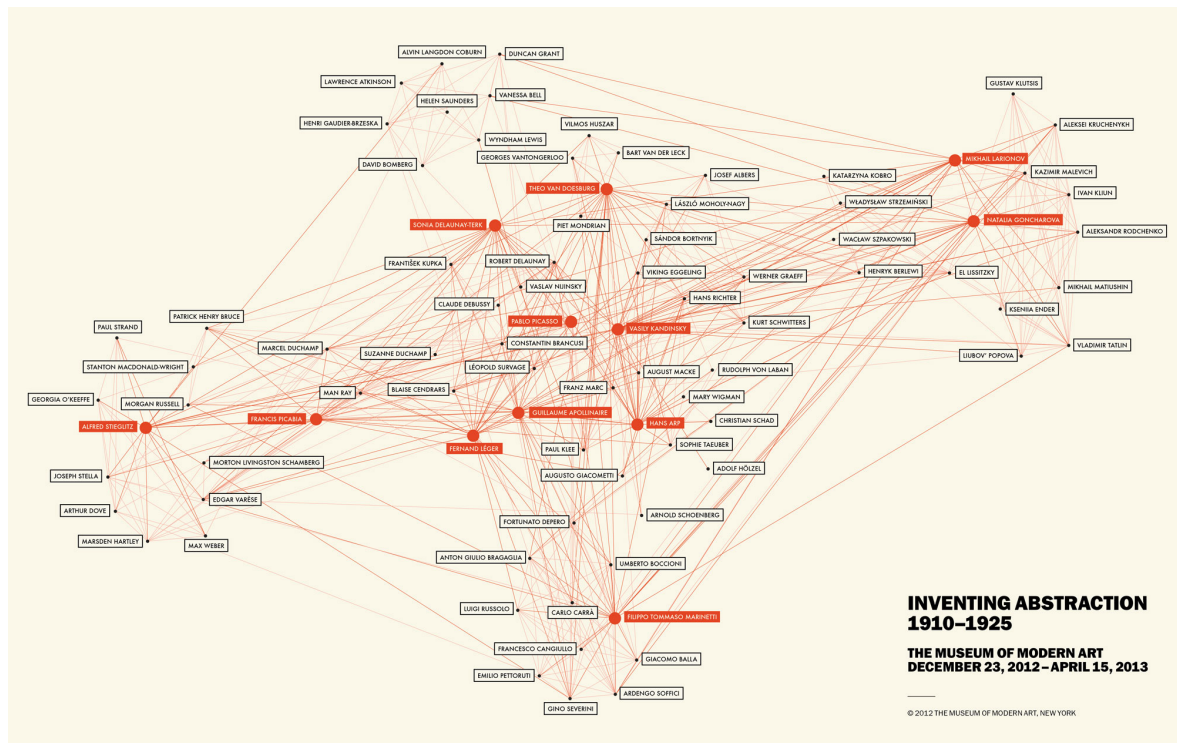 ALVIN LANGDON COBURN
DUNCAN GRANT
LAWRENCE ATKINSON
GUSTAV KLUTSIS
VANESSA BELL
HELEN SAUNDERS
HENRI GAUDIER-BRZESKA
VILMOS HUSZAR
ALEKSEI KRUCHENYKH
WYNDHAM LEWIS
BART VAN DER LECK
GEORGES VANTONGERLOO
MIKHAIL LARIONOV
DAVID BOMBERG
KAZIMIR MALEVICH
JOSEF ALBERS
KATARZYNA KOBRO
THEO VAN DOESBURG
IVAN KLIUN
LÁSZLÓ MOHOLY-NAGY
WŁADYSŁAW STRZEMIŃSKI
NATALIA GONCHAROVA
SONIA DELAUNAY-TERK
PIET MONDRIAN
ALEKSANDR RODCHENKO
SÁNDOR BORTNYIK
WACŁAW SZPAKOWSKI
FRANTIŠEK KUPKA
ROBERT DELAUNAY
VIKING EGGELING
WERNER GRAEFF
HENRYK BERLEWI
EL LISSITZKY
VASLAV NIJINSKY
MIKHAIL MATIUSHIN
HANS RICHTER
CLAUDE DEBUSSY
KSENIIA ENDER
PATRICK HENRY BRUCE
PABLO PICASSO
KURT SCHWITTERS
PAUL STRAND
VASILY KANDINSKY
CONSTANTIN BRANCUSI
VLADIMIR TATLIN
MARCEL DUCHAMP
SUZANNE DUCHAMP
LIUBOV' POPOVA
STANTON MACDONALD-WRIGHT
LÉOPOLD SURVAGE
AUGUST MACKE
RUDOLPH VON LABAN
MAN RAY
BLAISE CENDRARS
FRANZ MARC
MARY WIGMAN
GEORGIA O'KEEFFE
MORGAN RUSSELL
FRANCIS PICABIA
GUILLAUME APOLLINAIRE
HANS ARP
CHRISTIAN SCHAD
ALFRED STIEGLITZ
FERNAND LÉGER
PAUL KLEE
SOPHIE TAEUBER
MORTON LIVINGSTON SCHAMBERG
ADOLF HÖLZEL
JOSEPH STELLA
AUGUSTO GIACOMETTI
EDGAR VARÈSE
ARTHUR DOVE
ARNOLD SCHOENBERG
FORTUNATO DEPERO
MARSDEN HARTLEY
MAX WEBER
ANTON GIULIO BRAGAGLIA
UMBERTO BOCCIONI
LUIGI RUSSOLO
CARLO CARRÀ
FILIPPO TOMMASO MARINETTI
FRANCESCO CANGIULLO
GIACOMO BALLA
EMILIO PETTORUTI
ARDENGO SOFFICI
GINO SEVERINI
INVENTING ABSTRACTION
1910–1925
THE MUSEUM OF MODERN ART
DECEMBER 23, 2012–APRIL 15, 2013
© 2012 THE MUSEUM OF MODERN ART, NEW YORK